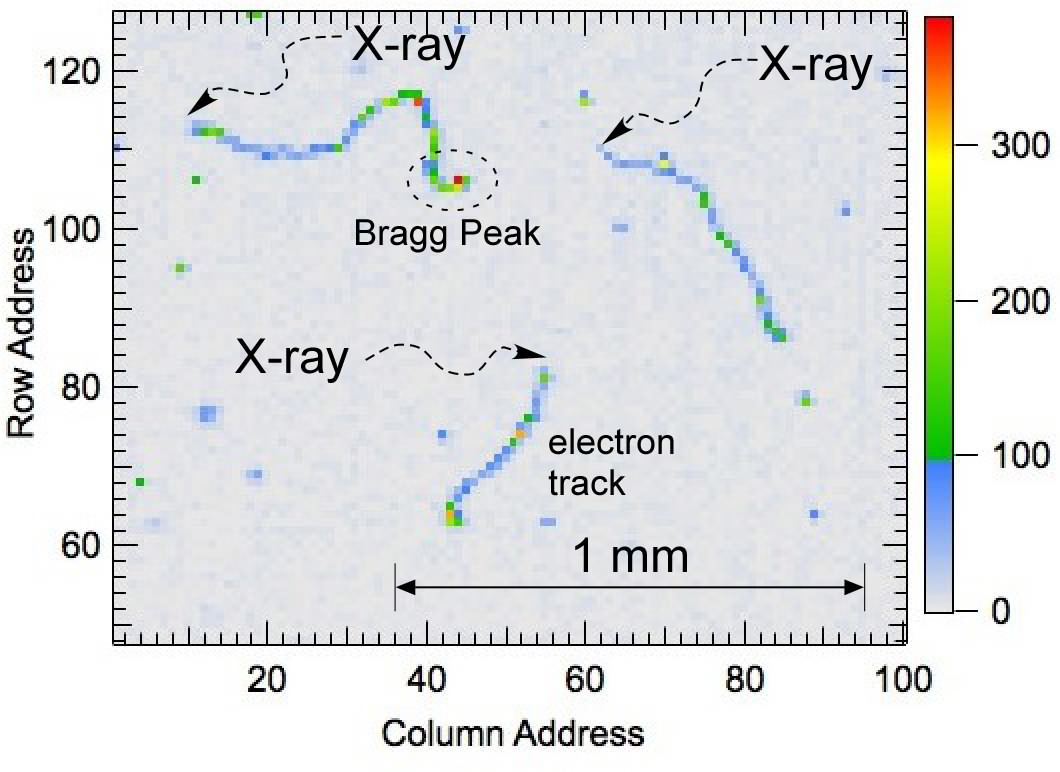 X-ray
X-ray
Bragg Peak
X-ray
electron
track
1 mm
120
100
80
60
Row Address
20
40
60
80
100
Column Address
300
200
100
0